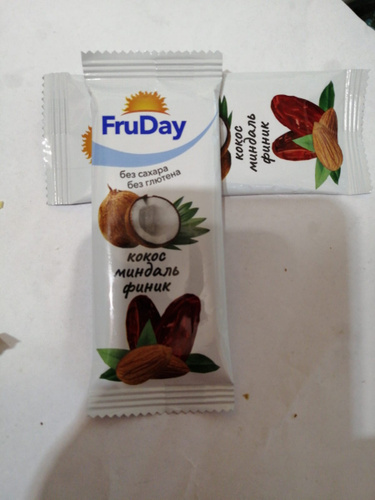 FruDay
без сахара
без глютена
кокос
миндаль
финик
кокос
миндаль
финик